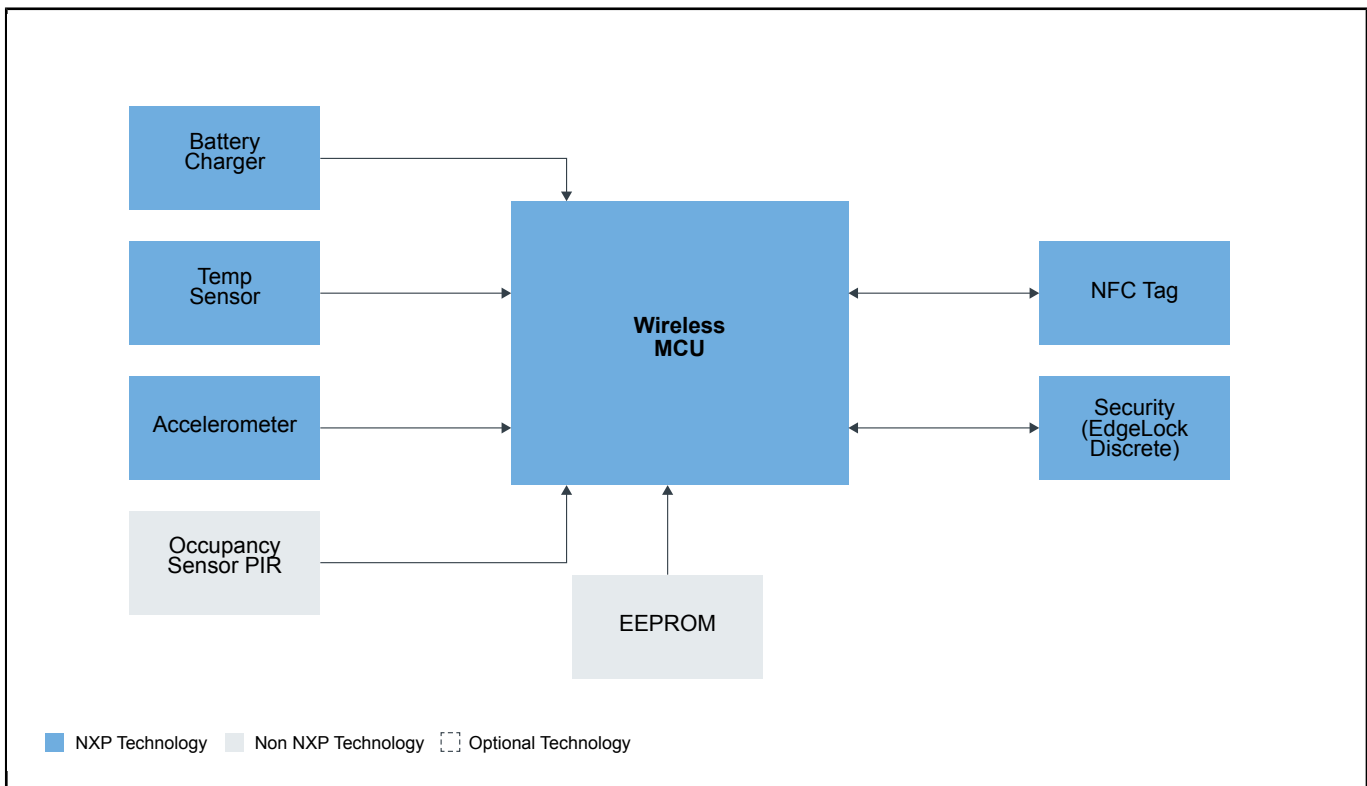 Battery
Charger
Temp
Sensor
Accelerometer
Occupancy
Sensor PIR
Wireless
MCU
EEPROM
NFC Tag
Security
(EdgeLock
Discrete)
NXP Technology
Non NXP Technology
Optional Technology